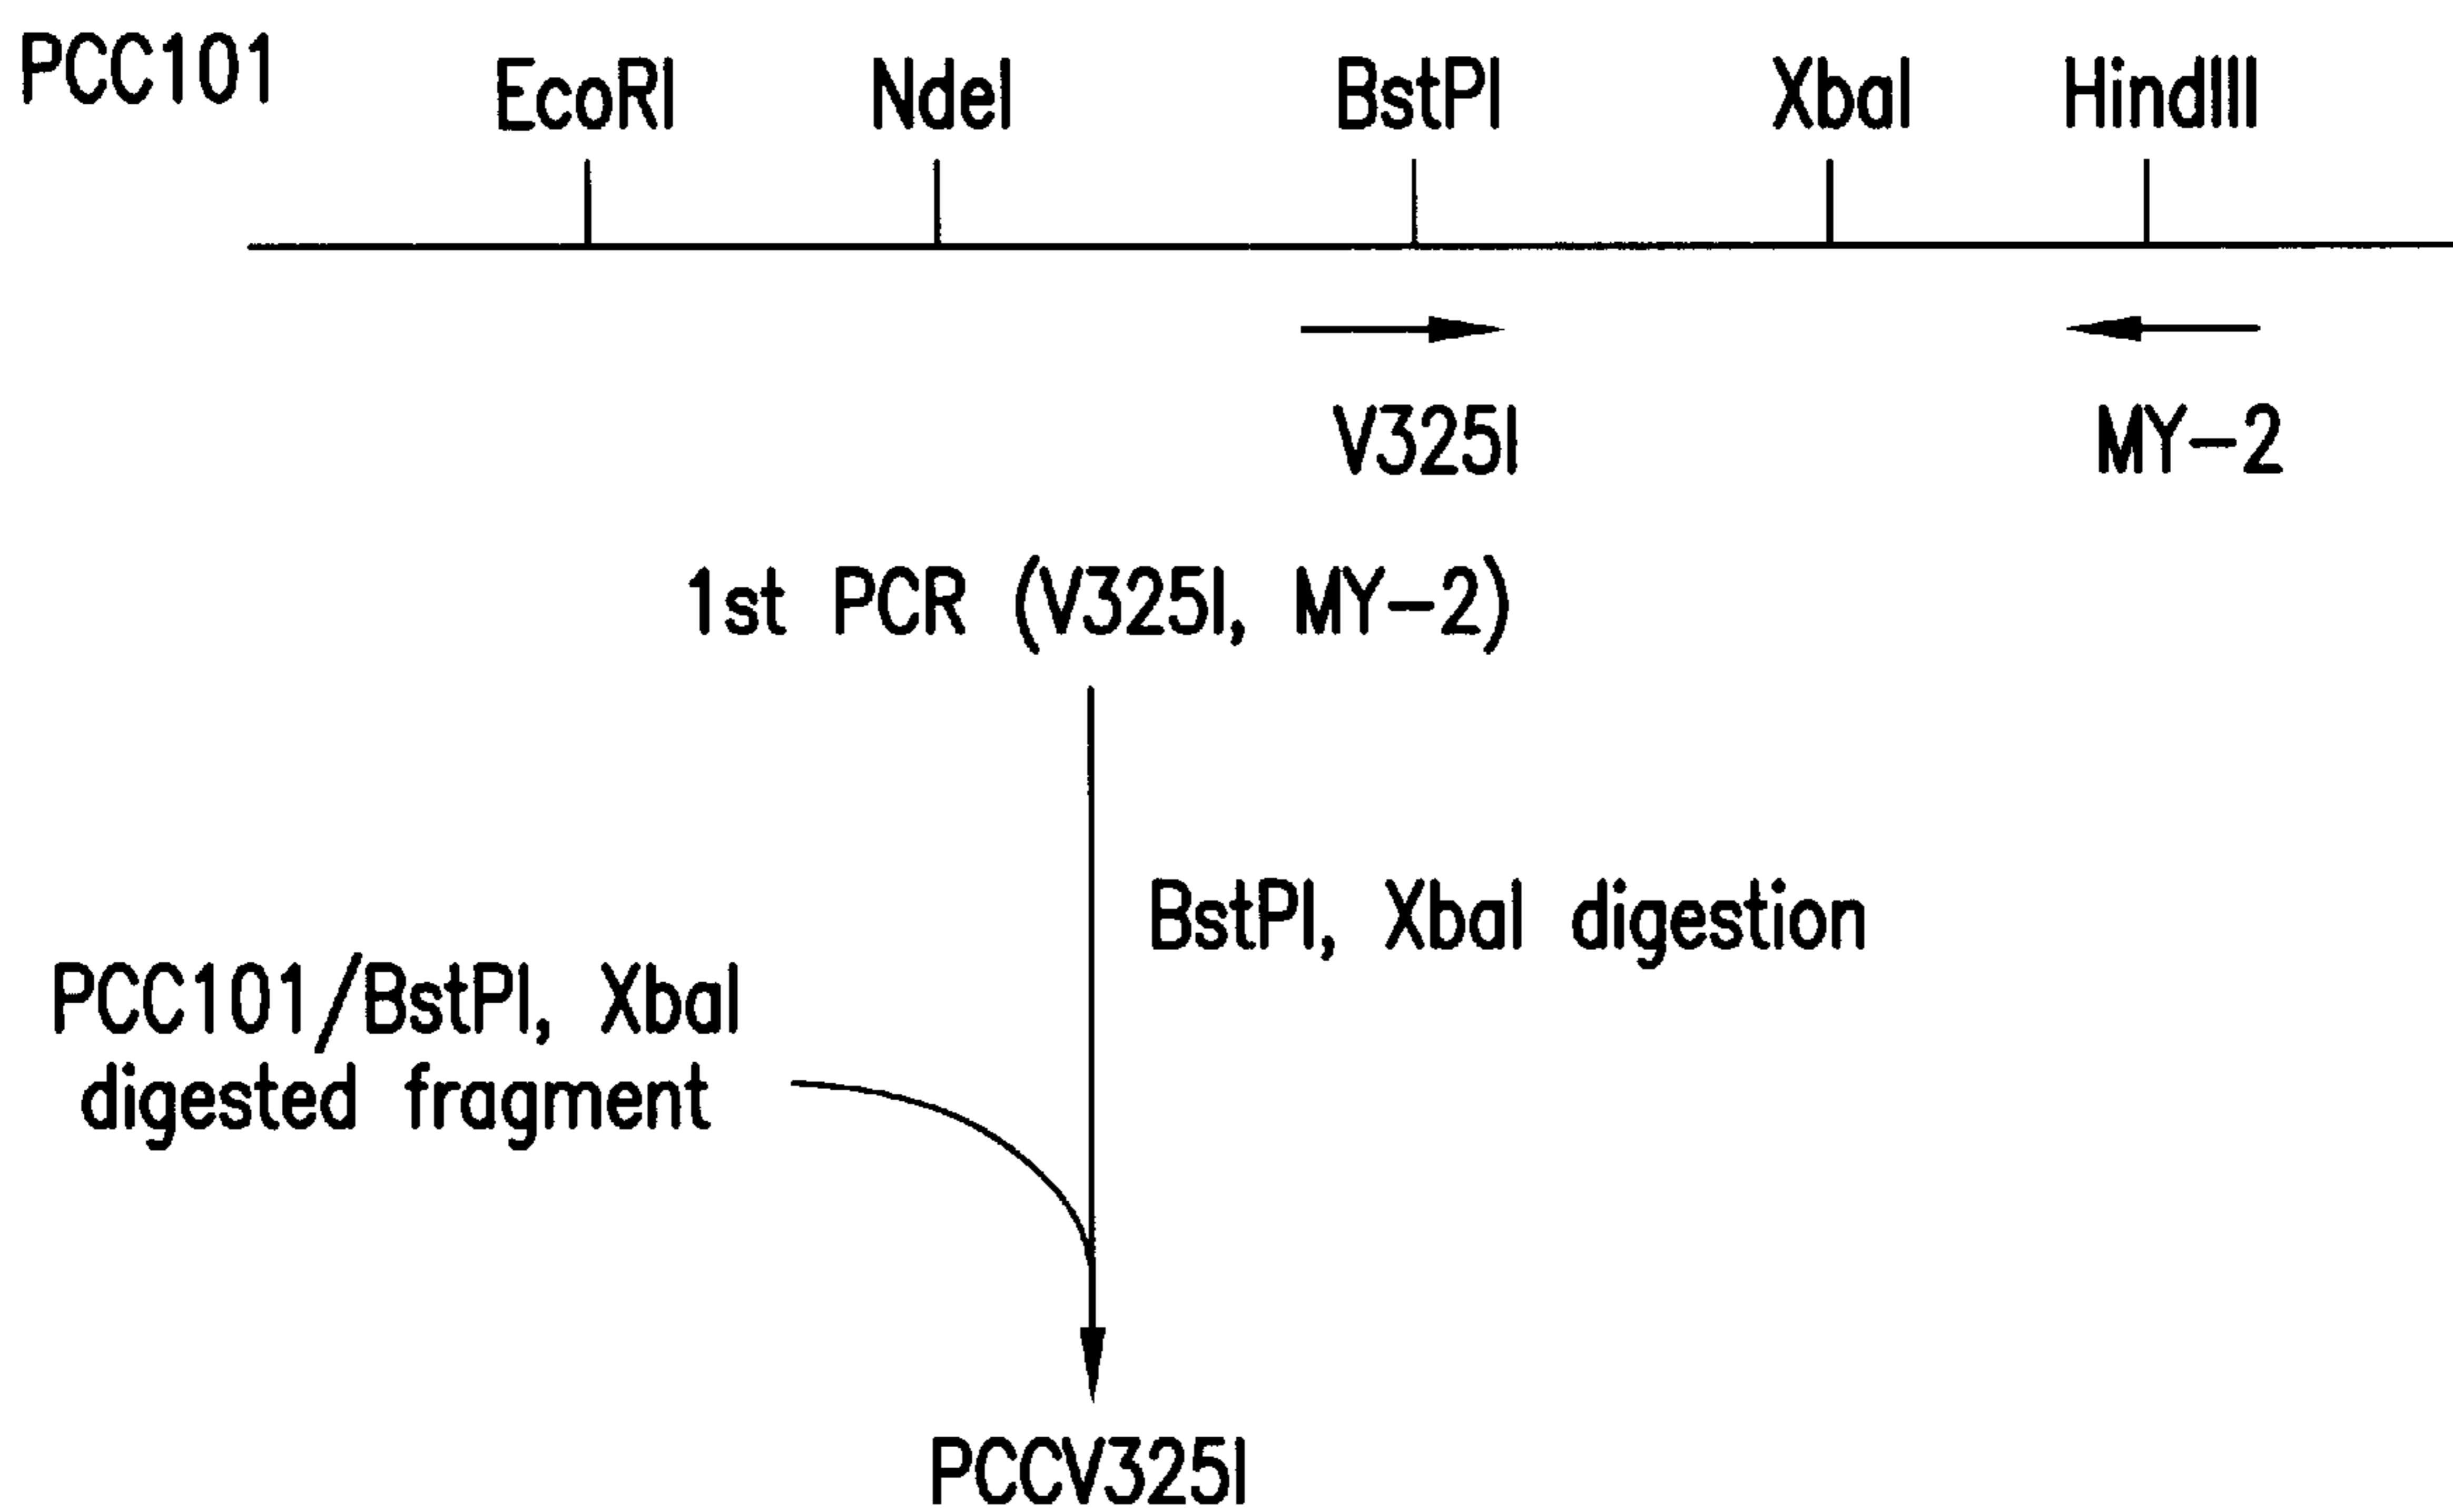 PCC101
EcoRI NdeI BstPI XbaI HindIII
V325I MY-2
1st PCR (V325I, MY-2)
BstPI, XbaI digestion
PCC101/BstPI, XbaI
digested fragment
PCCV325I